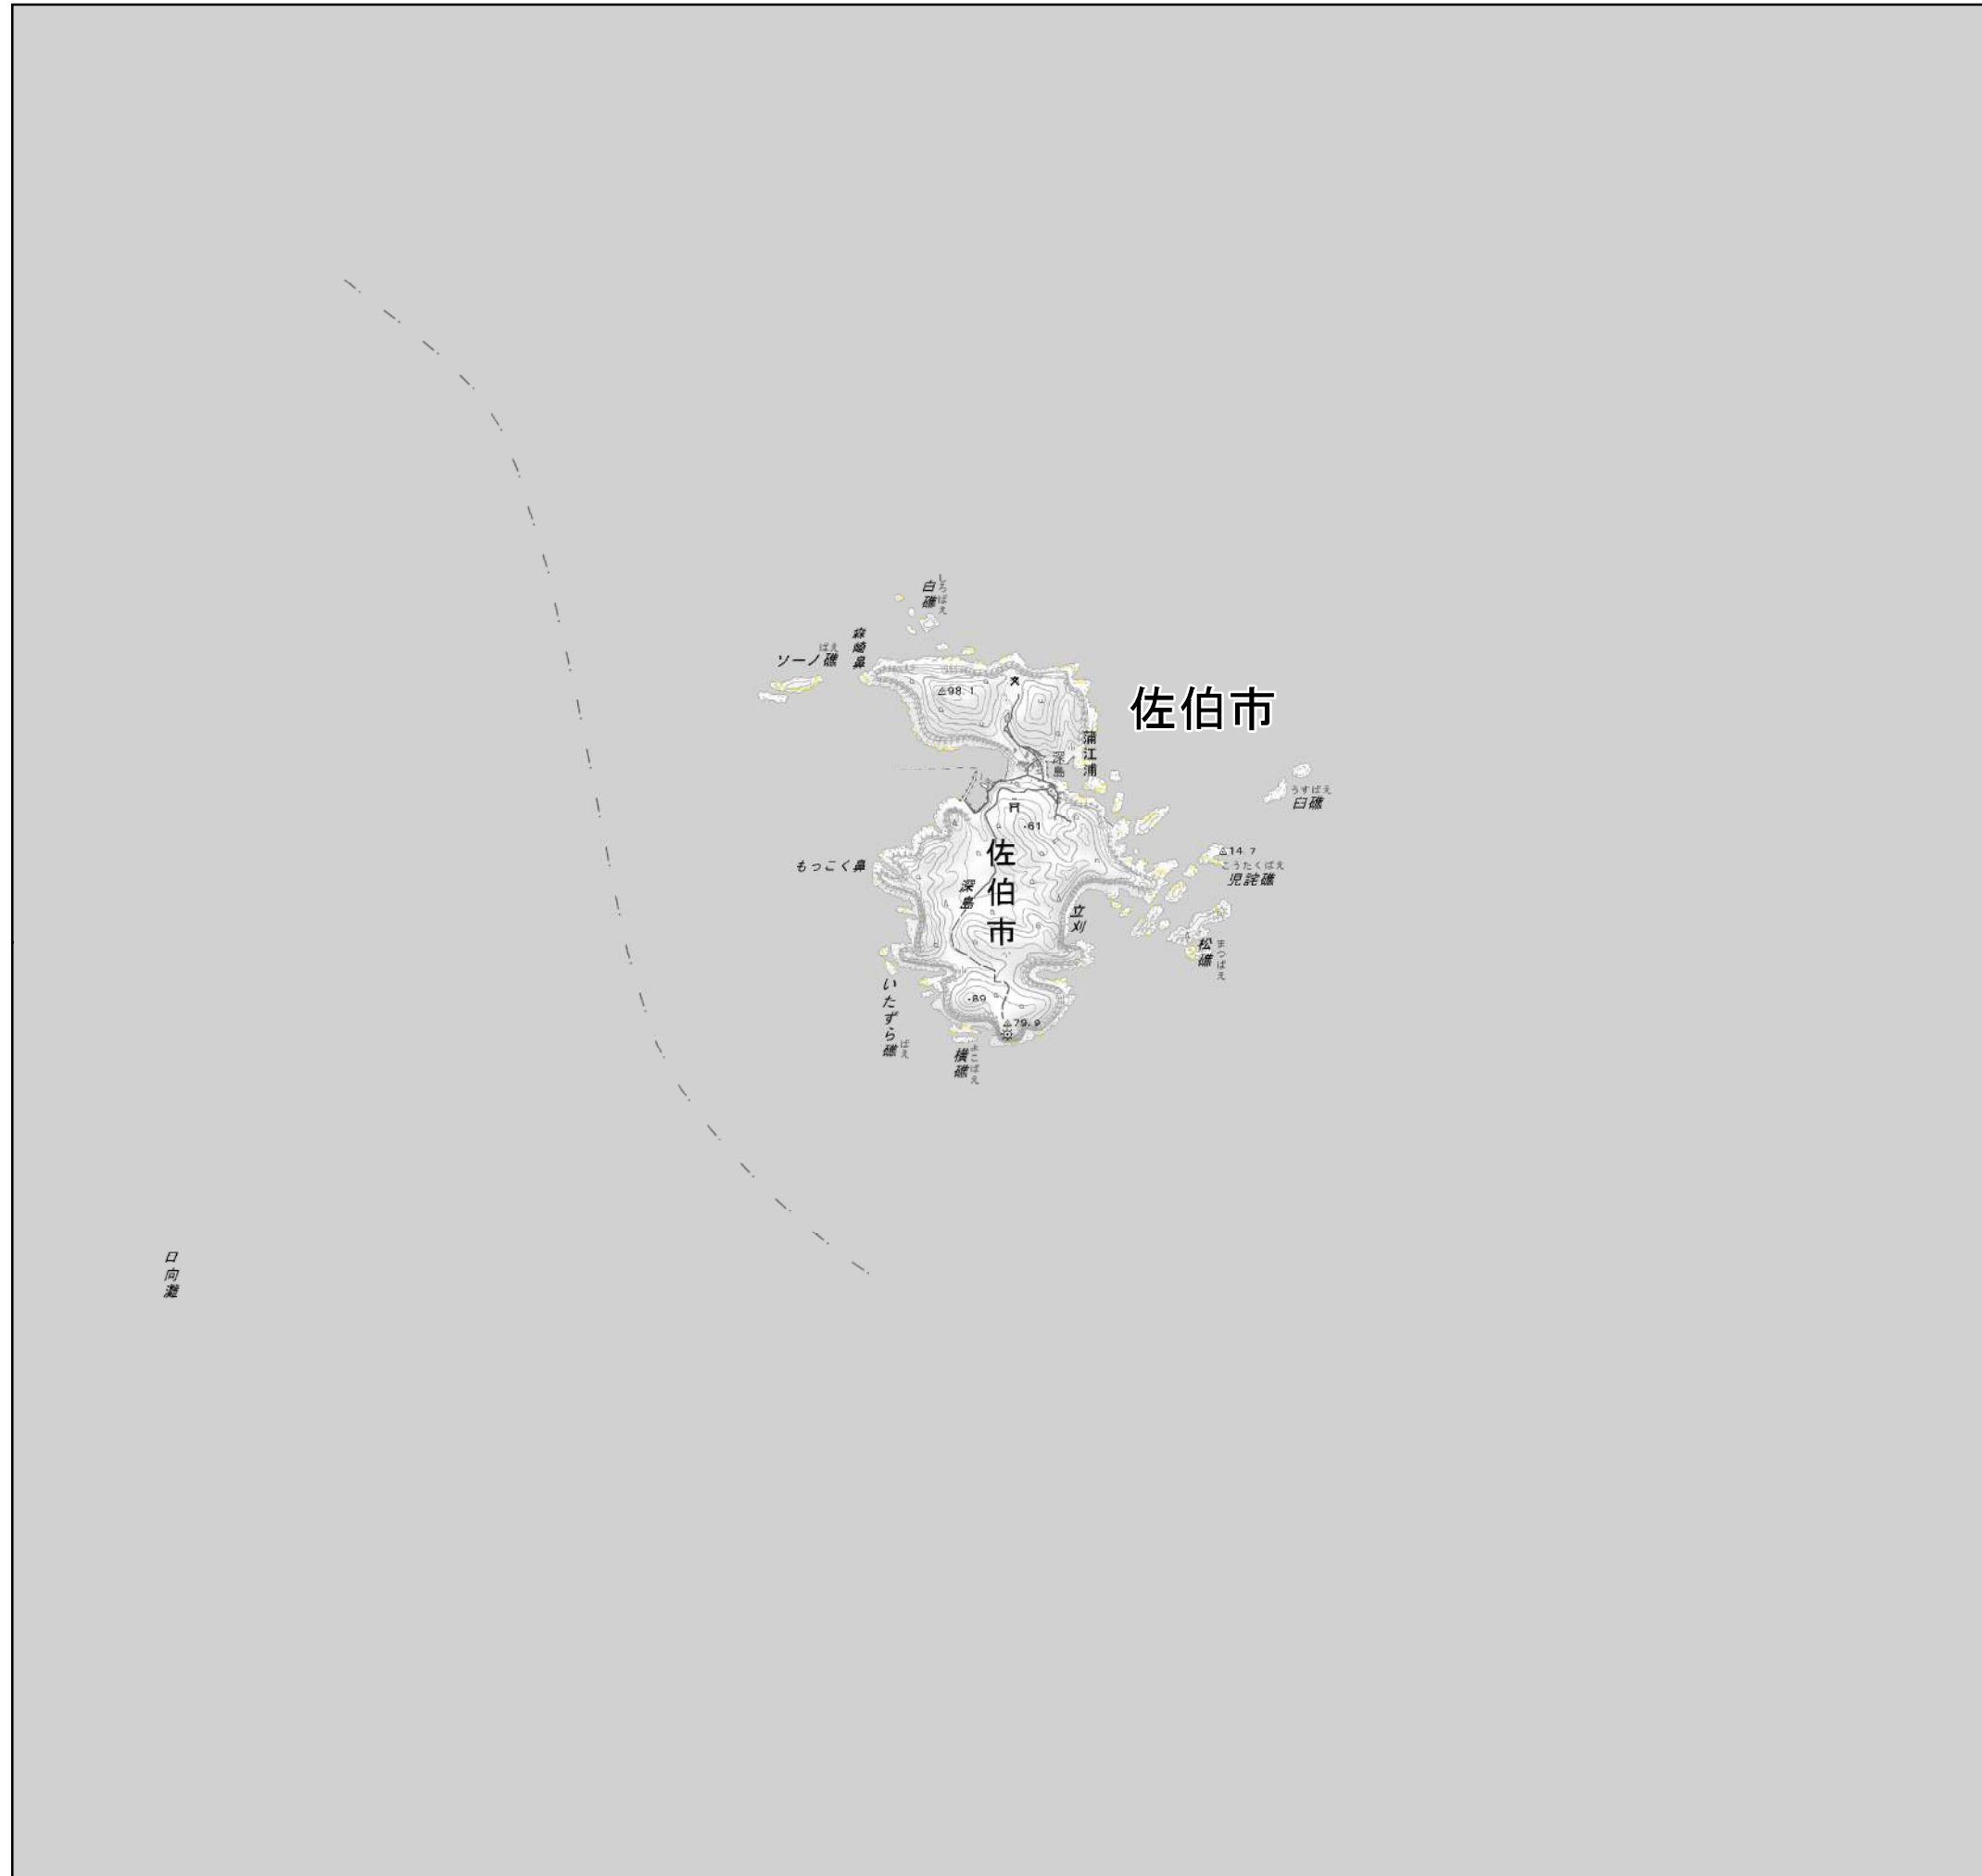 しろばえ
白礁
森崎鼻
ばえ
ソーノ礁
98.1
佐伯市
蒲江浦
深島
うすばえ
臼礁
61
佐伯市
もっこく鼻
深島
14.7
こうたくばえ
児詫礁
立刈
松礁
まつばえ
いたずら礁
ばえ
89
79.9
横礁
よこばえ
日向灘